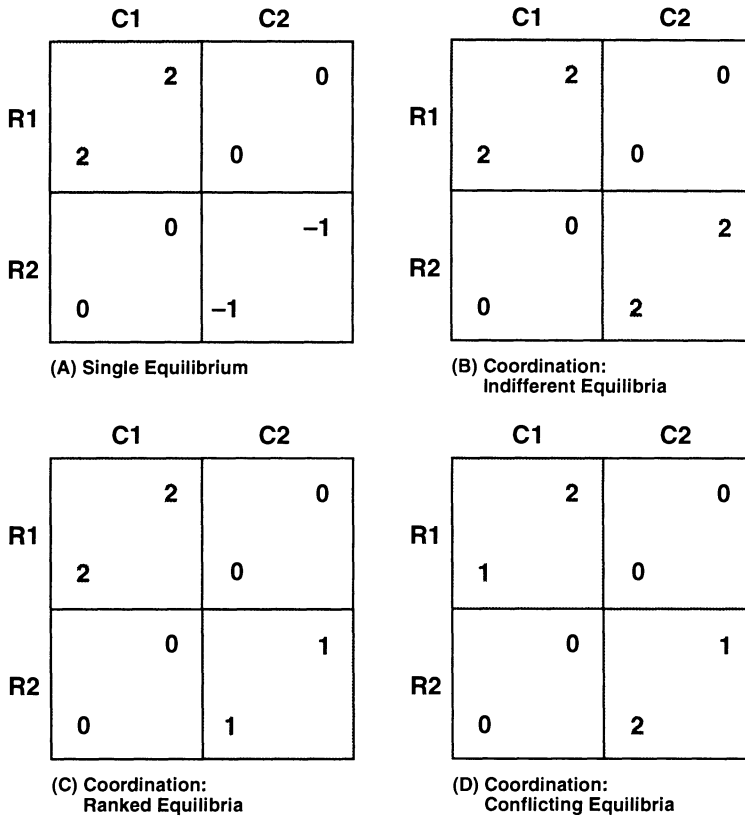 C1 C2
2 0
R1
2 0
0 –1
R2
0 –1
(A) Single Equilibrium
C1 C2
2 0
R1
2 0
0 2
R2
0 2
(B) Coordination:
Indifferent Equilibria
C1 C2
2 0
R1
2 0
0 1
R2
0 1
(C) Coordination:
Ranked Equilibria
C1 C2
2 0
R1
1 0
0 1
R2
0 2
(D) Coordination:
Conflicting Equilibria